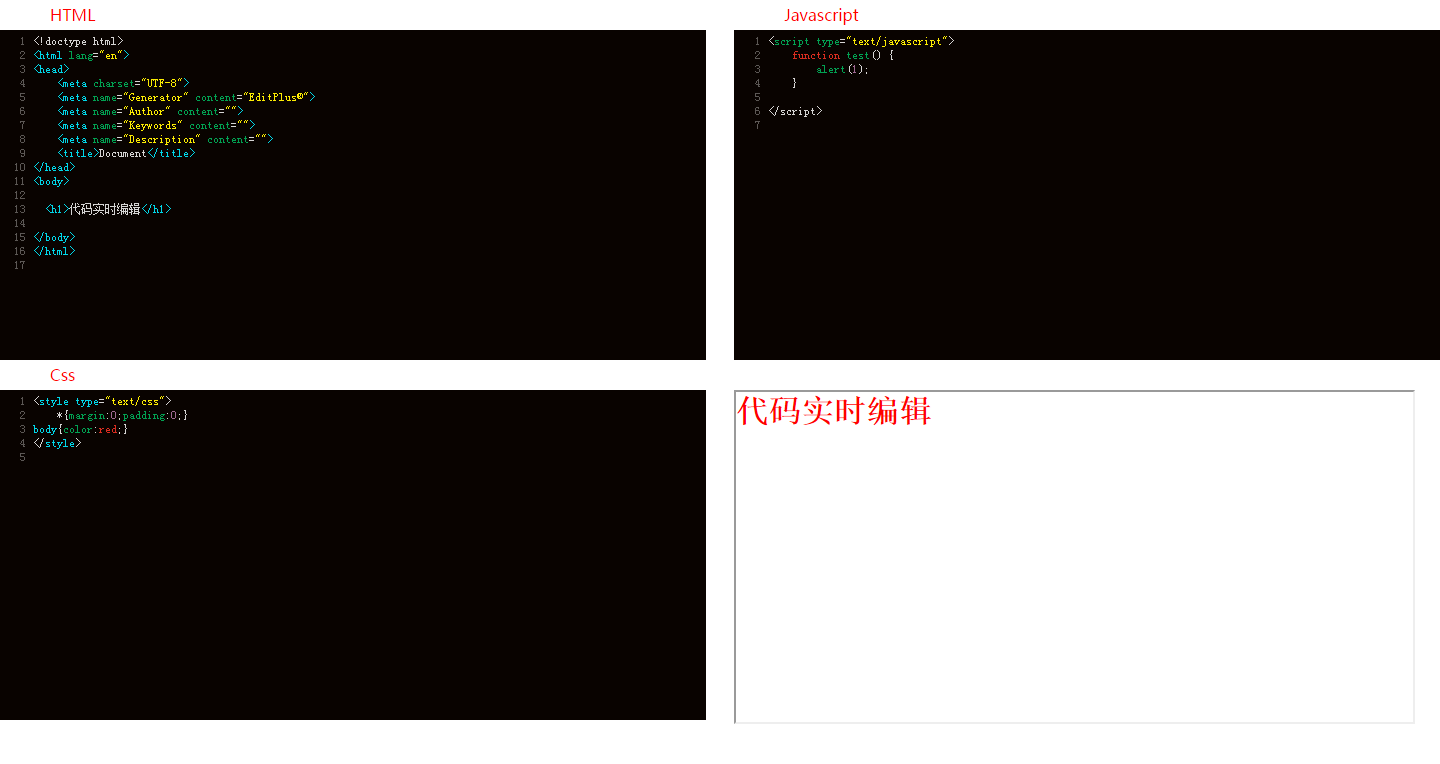 HTML
1 <!doctype html>
2 <html lang="en">
3 <head>
4 <meta charset="UTF-8">
5 <meta name="Generator" content="EditPlus®">
6 <meta name="Author" content="">
7 <meta name="Keywords" content="">
8 <meta name="Description" content="">
9 <title>Document</title>
10 </head>
11 <body>
12
13 <h1>代码实时编辑</h1>
14
15 </body>
16 </html>
17
Javascript
1 <script type="text/javascript">
2 function test() {
3 alert(1);
4 }
5
6 </script>
7
Css
1 <style type="text/css">
2 *{margin:0;padding:0;}
3 body{color:red;}
4 </style>
5
代码实时编辑